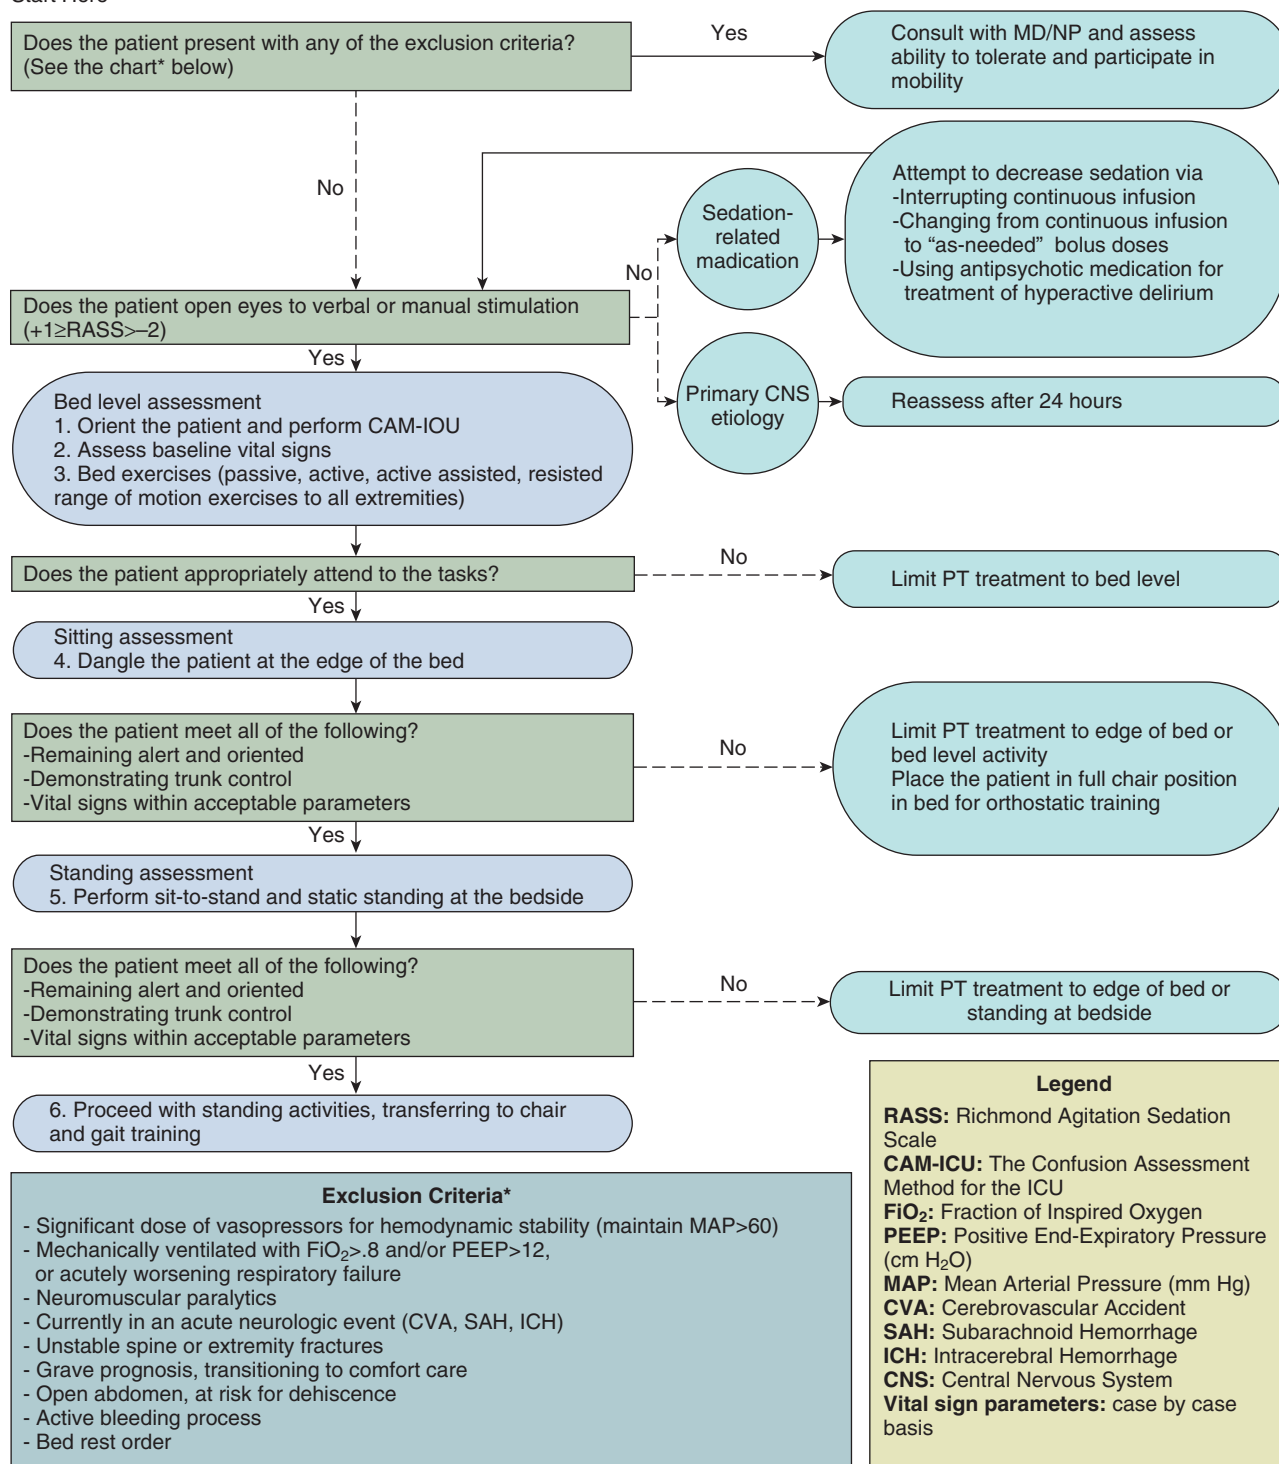 Start Here
Does the patient present with any of the exclusion criteria?
(See the chart* below)
Yes
Consult with MD/NP and assess
ability to tolerate and participate in
mobility
No
Attempt to decrease sedation via
-Interrupting continuous infusion
-Changing from continuous infusion
to “as-needed” bolus doses
-Using antipsychotic medication for
treatment of hyperactive delirium
Sedation-
related
madication
No
Does the patient open eyes to verbal or manual stimulation
(+1≥RASS>–2)
Yes
Primary CNS
etiology
Reassess after 24 hours
Bed level assessment
1. Orient the patient and perform CAM-IOU
2. Assess baseline vital signs
3. Bed exercises (passive, active, active assisted, resisted
range of motion exercises to all extremities)
Does the patient appropriately attend to the tasks?
No
Limit PT treatment to bed level
Yes
Sitting assessment
4. Dangle the patient at the edge of the bed
Does the patient meet all of the following?
-Remaining alert and oriented
-Demonstrating trunk control
-Vital signs within acceptable parameters
No
Limit PT treatment to edge of bed or
bed level activity
Place the patient in full chair position
in bed for orthostatic training
Yes
Standing assessment
5. Perform sit-to-stand and static standing at the bedside
Does the patient meet all of the following?
-Remaining alert and oriented
-Demonstrating trunk control
-Vital signs within acceptable parameters
No
Limit PT treatment to edge of bed or
standing at bedside
Yes
6. Proceed with standing activities, transferring to chair
and gait training
Exclusion Criteria*
- Significant dose of vasopressors for hemodynamic stability (maintain MAP>60)
- Mechanically ventilated with FiO₂>.8 and/or PEEP>12,
or acutely worsening respiratory failure
- Neuromuscular paralytics
- Currently in an acute neurologic event (CVA, SAH, ICH)
- Unstable spine or extremity fractures
- Grave prognosis, transitioning to comfort care
- Open abdomen, at risk for dehiscence
- Active bleeding process
- Bed rest order
Legend
RASS: Richmond Agitation Sedation
Scale
CAM-ICU: The Confusion Assessment
Method for the ICU
FiO₂: Fraction of Inspired Oxygen
PEEP: Positive End-Expiratory Pressure
(cm H₂O)
MAP: Mean Arterial Pressure (mm Hg)
CVA: Cerebrovascular Accident
SAH: Subarachnoid Hemorrhage
ICH: Intracerebral Hemorrhage
CNS: Central Nervous System
Vital sign parameters: case by case
basis